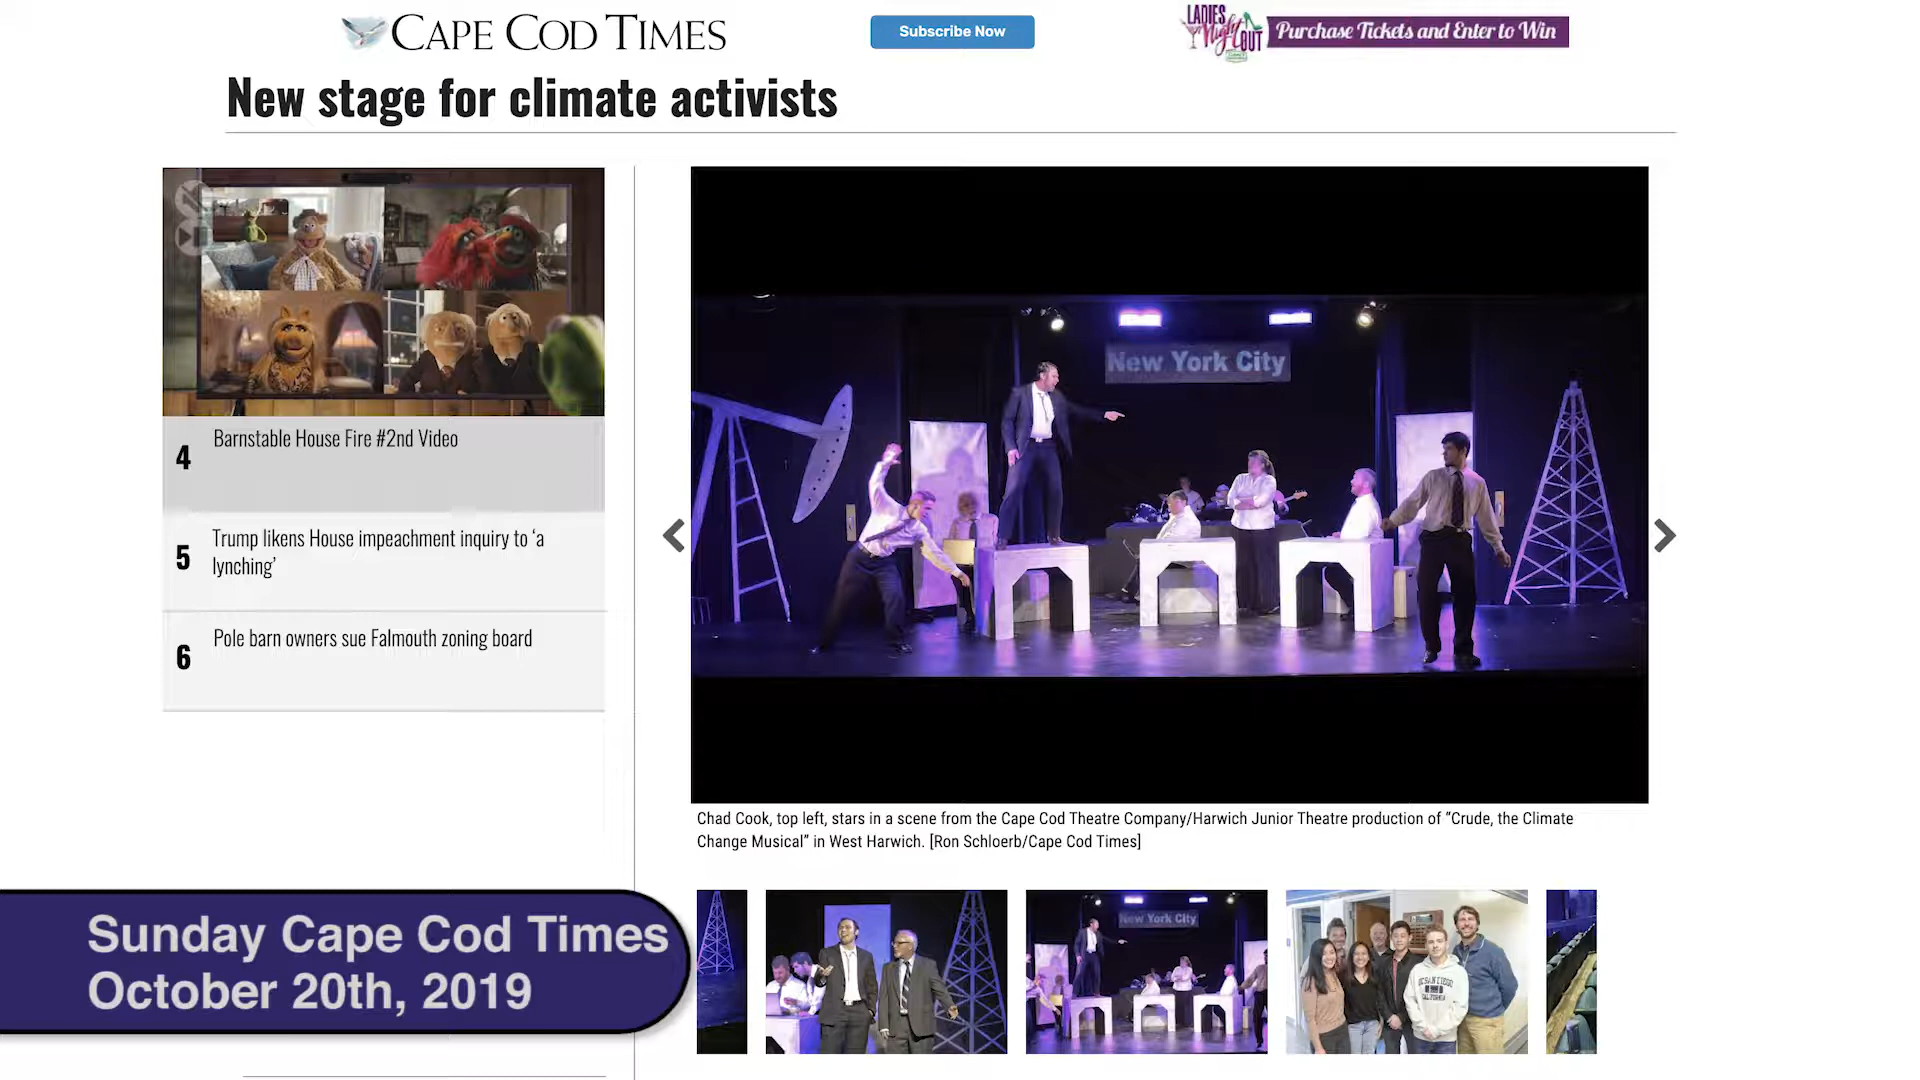 CAPE COD TIMES
Subscribe Now
LADIES
Night
OUT
Purchase Tickets and Enter to Win
New stage for climate activists
New York City
4
Barnstable House Fire #2nd Video
5
Trump likens House impeachment inquiry to ‘a
lynching’
6
Pole barn owners sue Falmouth zoning board
Chad Cook, top left, stars in a scene from the Cape Cod Theatre Company/Harwich Junior Theatre production of “Crude, the Climate
Change Musical” in West Harwich. [Ron Schloerb/Cape Cod Times]
New York City
Sunday Cape Cod Times
October 20th, 2019